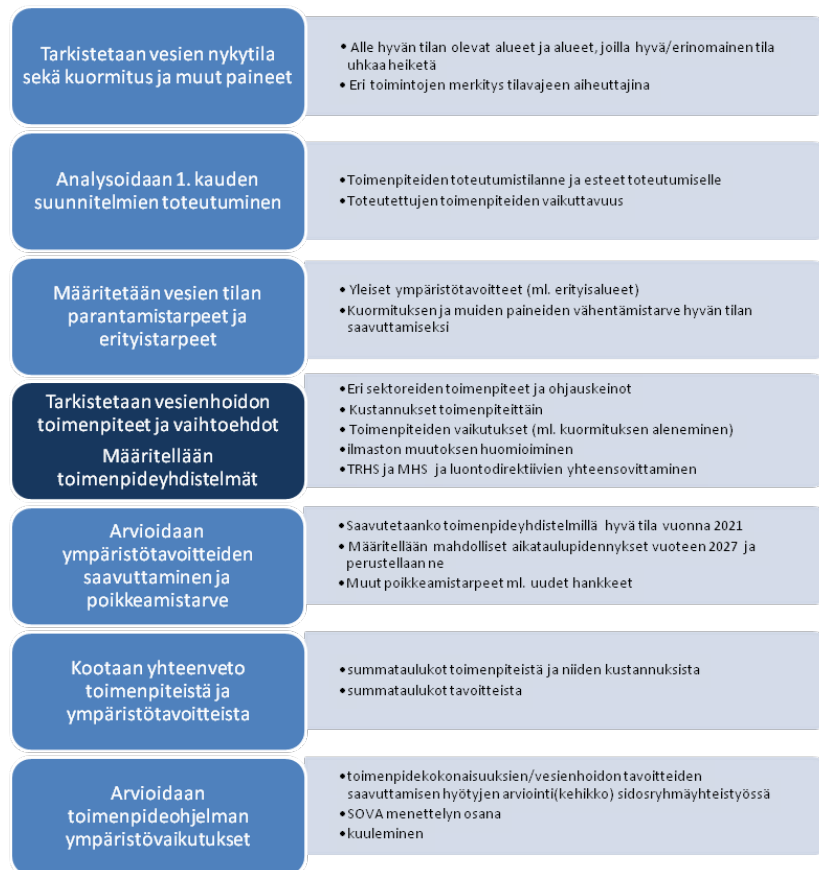 Tarkistetaan vesien nykytila
sekä kuormitus ja muut paineet
•Alle hyvän tilan olevat alueet ja alueet, joilla hyvä/erinomainen tila
uhkaa heiketä
•Eri toimintojen merkitys tilavajeen aiheuttajina
Analysoidaan 1. kauden
suunnitelmien toteutuminen
•Toimenpiteiden toteutumistilanne ja esteet toteutumiselle
•Toteutettujen toimenpiteiden vaikuttavuus
Määritetään vesien tilan
parantamistarpeet ja
erityistarpeet
•Yleiset ympäristötavoitteet (ml. erityisalueet)
•Kuormituksen ja muiden paineiden vähentämistarve hyvän tilan
saavuttamiseksi
Tarkistetaan vesienhoidon
toimenpiteet ja vaihtoehdot
Määritellään
toimenpideyhdistelmät
•Eri sektoreiden toimenpiteet ja ohjauskeinot
•Kustannukset toimenpiteittäin
•Toimenpiteiden vaikutukset (ml. kuormituksen aleneminen)
•ilmaston muutoksen huomioiminen
•TRHS ja MHS ja luontodirektiivien yhteensovittaminen
Arvioidaan
ympäristötavoitteiden
saavuttaminen ja
poikkeamistarve
•Saavutetaanko toimenpideyhdistelmillä hyvä tila vuonna 2021
•Määritellään mahdolliset aikataulupidennykset vuoteen 2027 ja
perustellaan ne
•Muut poikkeamistarpeet ml. uudet hankkeet
Kootaan yhteenveto
toimenpiteistä ja
ympäristötavoitteista
•summataulukot toimenpiteistä ja niiden kustannuksista
•summataulukot tavoitteista
Arvioidaan
toimenpideohjelman
ympäristövaikutukset
•toimenpidekokonaisuuksien/vesienhoidon tavoitteiden
saavuttamisen hyötyjen arviointi(kehikko) sidosryhmäyhteistyössä
•SOVA menettelyn osana
•kuuleminen